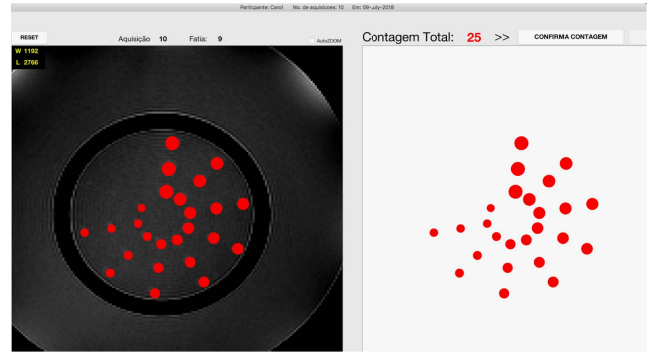 Participante: Carol No. de aquisicoes: 10 Em: 09-July-2018
RESET Aquisição 10 Fatia: 9 AutoZOOM Contagem Total: 25 >> CONFIRMA CONTAGEM
W 1192
L 2766